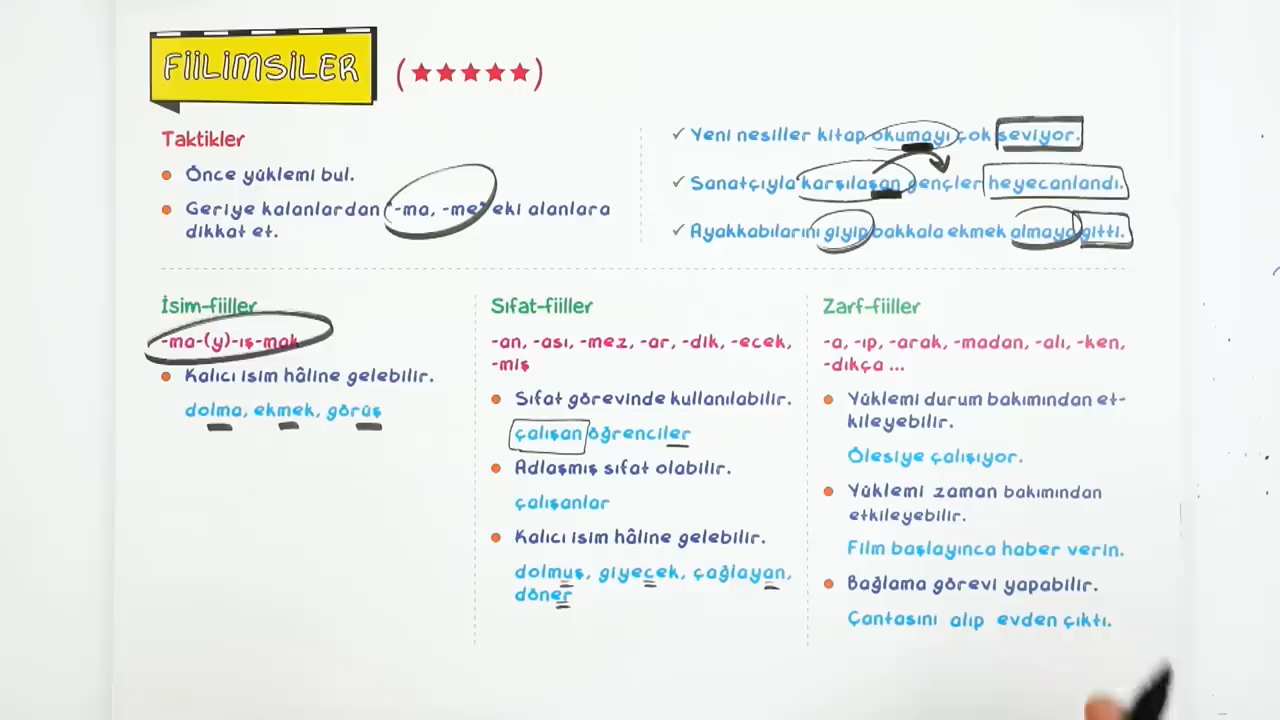 FİİLİMSİLER (★★★★★)
Taktikler
Önce yüklemi bul.
Geriye kalanlardan "-ma, -me" eki alanlara
dikkat et.
✓ Yeni nesiller kitap okumayı çok seviyor.
✓ Sanatçıyla karşılaşan gençler heyecanlandı.
✓ Ayakkabılarını giyip bakkala ekmek almaya gitti.
İsim-fiiller
-ma-(y)-ış-mak
Kalıcı isim hâline gelebilir.
dolma, ekmek, görüş
Sıfat-fiiller
-an, -ası, -mez, -ar, -dik, -ecek,
-miş
Sıfat görevinde kullanılabilir.
çalışan öğrenciler
Adlaşmış sıfat olabilir.
çalışanlar
Kalıcı isim hâline gelebilir.
dolmuş, giyecek, çağlayan,
döner
Zarf-fiiller
-a, -ıp, -arak, -madan, -alı, -ken,
-dıkça ...
Yüklemi durum bakımından et-
kileyebilir.
Ölesiye çalışıyor.
Yüklemi zaman bakımından
etkileyebilir.
Film başlayınca haber verin.
Bağlama görevi yapabilir.
Çantasını alıp evden çıktı.